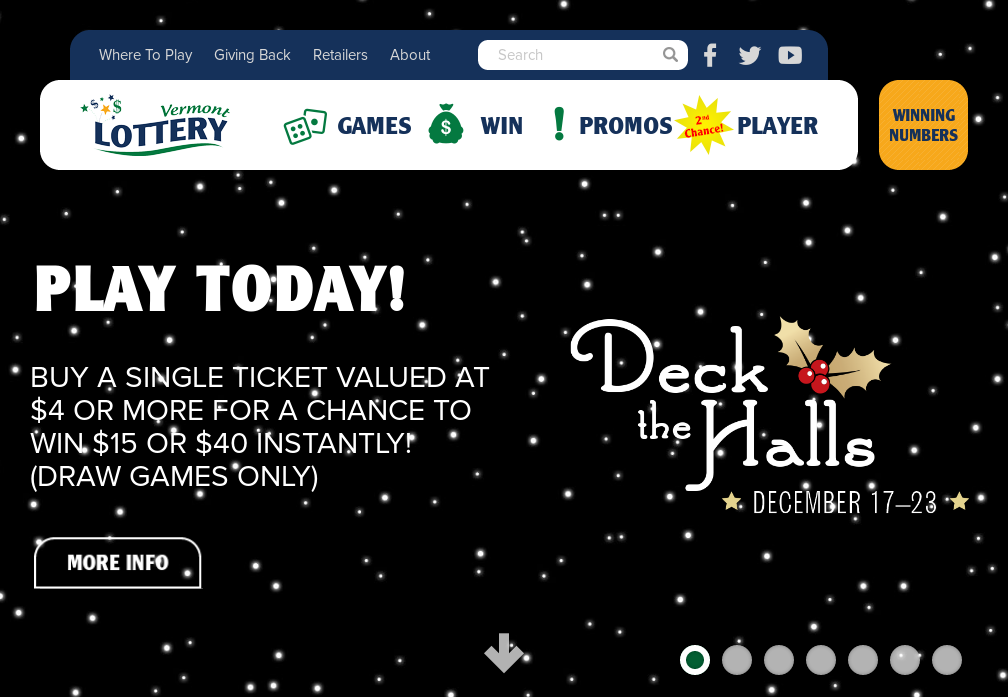 Where To Play Giving Back Retailers About Search
Vermont
LOTTERY
$ $
GAMES $ WIN PROMOS 2nd Chance! PLAYER
WINNING
NUMBERS
PLAY TODAY!
BUY A SINGLE TICKET VALUED AT
$4 OR MORE FOR A CHANCE TO
WIN $15 OR $40 INSTANTLY!
(DRAW GAMES ONLY)
MORE INFO
Deck
the Halls
DECEMBER 17–23